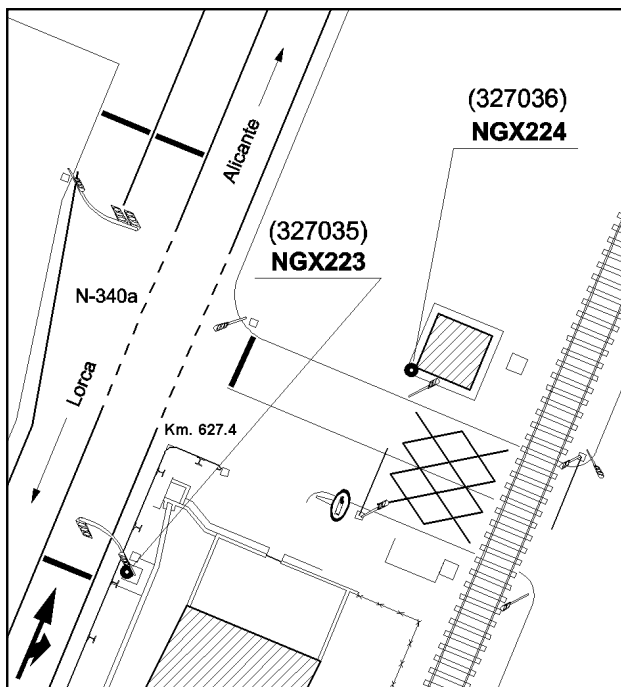 (327036)
NGX224
Alicante
(327035)
NGX223
N-340a
Lorca
Km. 627.4